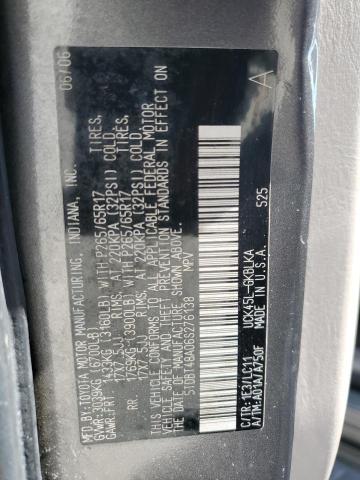 06/06
MFD. BY: TOYOTA MOTOR MANUFACTURING, INDIANA, INC.
GVWR: 3039KG (6700LB)
GAWR: FRT. 1433KG (3160LB) WITH P265/65R17 TIRES,
17X7.5JJ RIMS, AT 220KPA (32PSI) COLD.
RR. 1769KG (3900LB) WITH P265/65R17 TIRES,
17X7.5JJ RIMS, AT 220KPA (32PSI) COLD.
THIS VEHICLE CONFORMS TO ALL APPLICABLE FEDERAL MOTOR
VEHICLE SAFETY, BUMPER, AND THEFT PREVENTION STANDARDS IN EFFECT
ON THE DATE OF MANUFACTURE SHOWN ABOVE.
5TDBT48A06S276138 MPV
A
UCK45L-GKBLKA 525
C/TR: 1E3/LC11
A/TM: A01A/A750F MADE IN U.S.A.